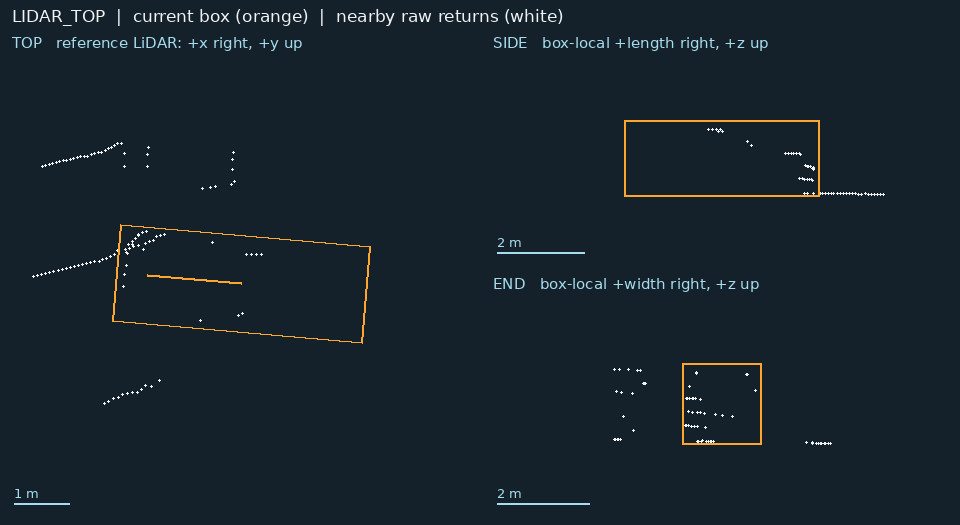 LIDAR_TOP | current box (orange) | nearby raw returns (white)
TOP reference LiDAR: +x right, +y up
SIDE box-local +length right, +z up
2 m
END box-local +width right, +z up
1 m
2 m